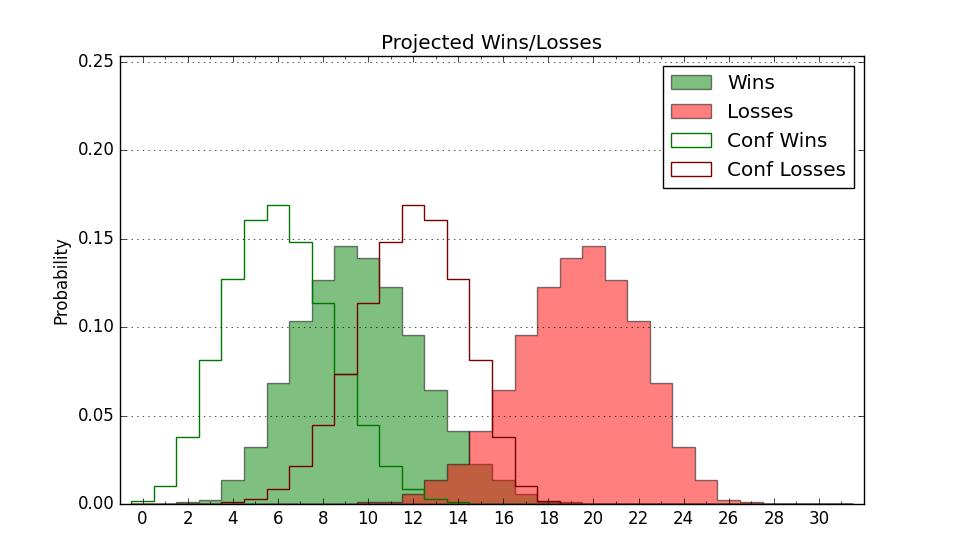 Projected Wins/Losses
0.25
0.20
0.15
0.10
0.05
0.00
Probability
Wins
Losses
Conf Wins
Conf Losses
0 2 4 6 8 10 12 14 16 18 20 22 24 26 28 30